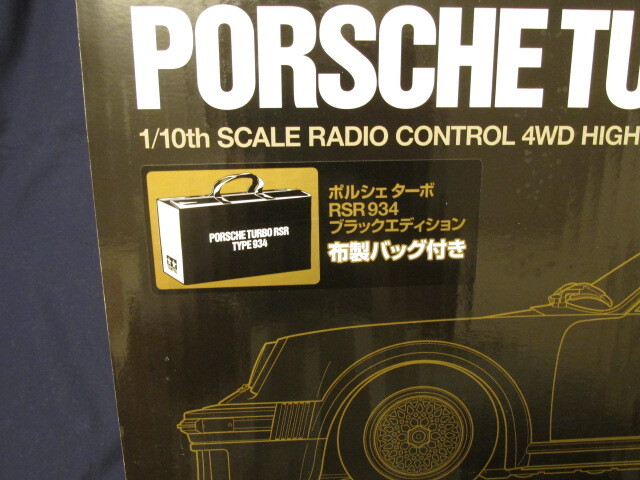 PORSCHE TU
1/10th SCALE RADIO CONTROL 4WD HIGH
ポルシェ ターボ
RSR 934
ブラックエディション
布製バッグ付き
PORSCHE TURBO RSR
TYPE 934